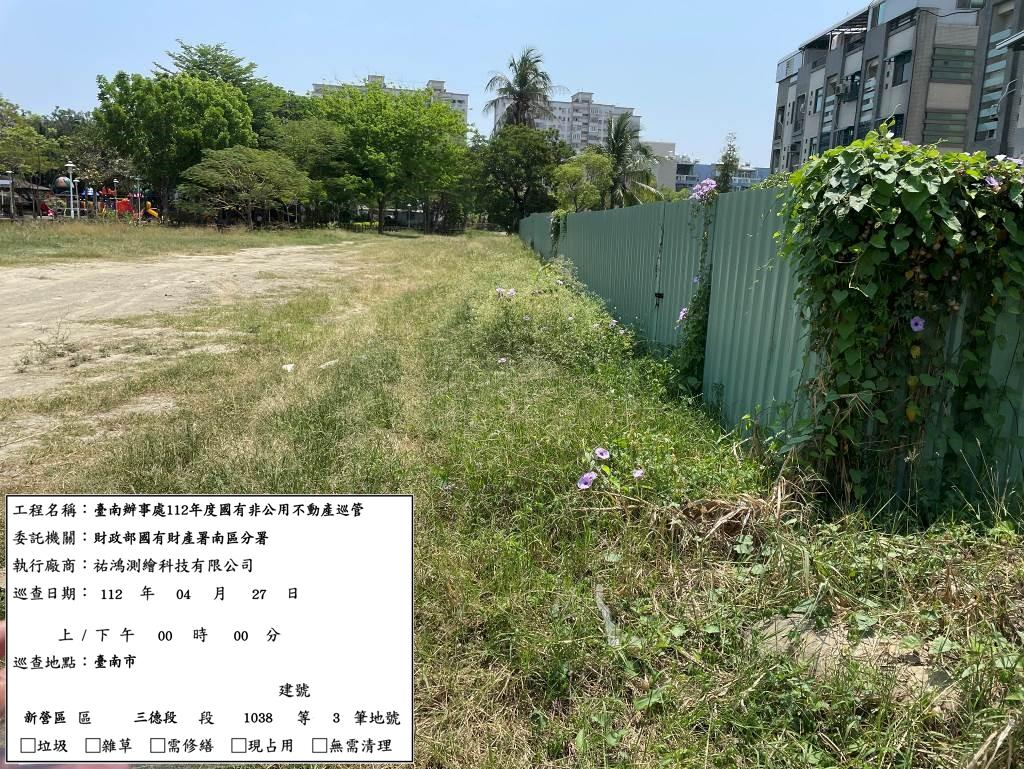 工程名稱：臺南辦事處112年度國有非公用不動產巡管
委託機關：財政部國有財產署南區分署
執行廠商：祐鴻測繪科技有限公司
巡查日期： 112 年 04 月 27 日
上 / 下 午 00 時 00 分
巡查地點：臺南市
建號
新營區 區 三德段 段 1038 等 3 筆地號
□垃圾 □雜草 □需修繕 □現占用 □無需清理